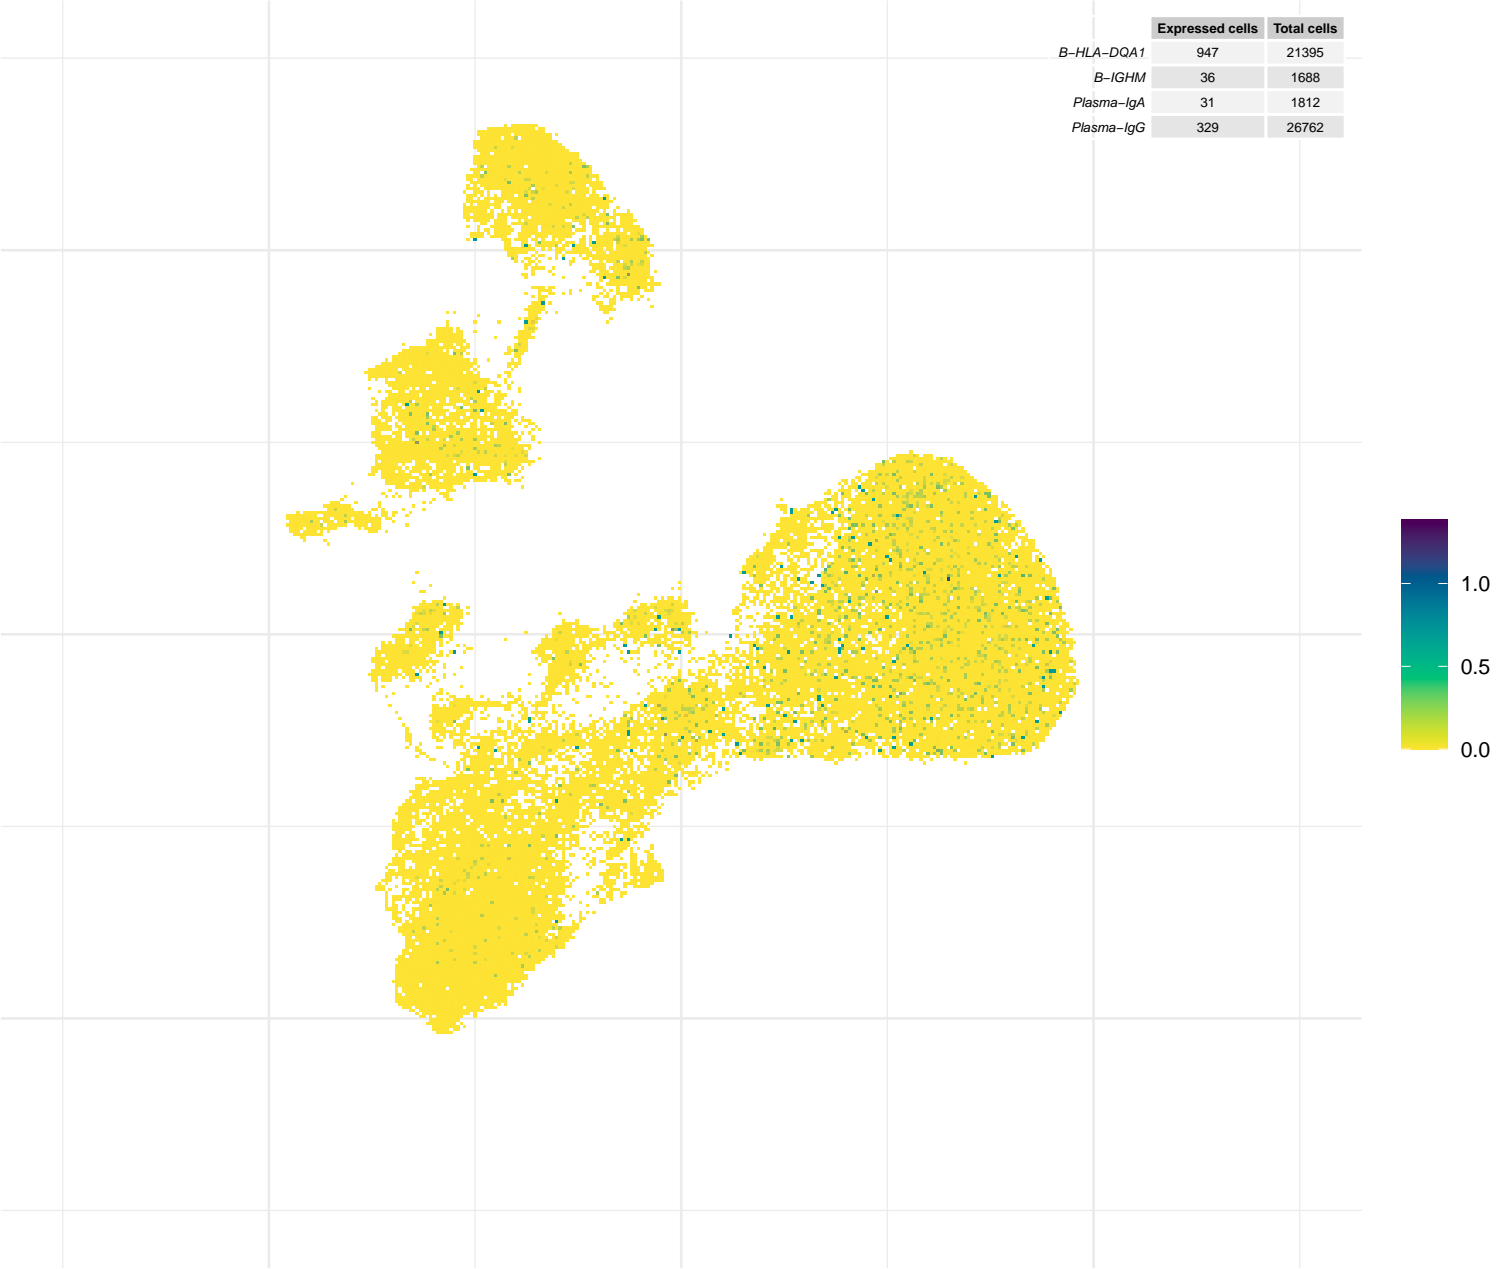 Expressed cells Total cells
B−HLA−DQA1 947 21395
B−IGHM 36 1688
Plasma−IgA 31 1812
Plasma−IgG 329 26762
1.0
0.5
0.0